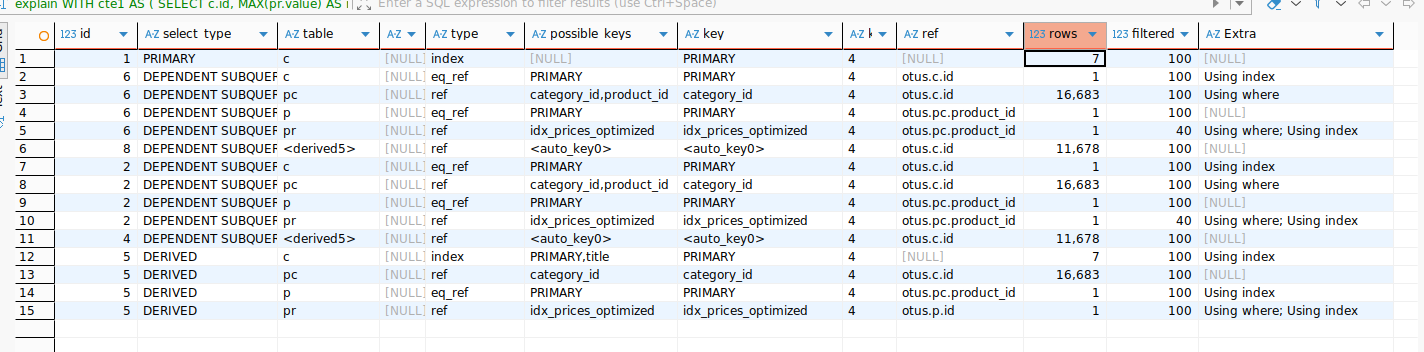 explain WITH cte1 AS ( SELECT c.id, MAX(pr.value) AS Enter a SQL expression to filter results (use Ctrl+Space)
123 id A-Z select_type A-Z table A-Z A-Z type A-Z possible_keys A-Z key A-Z A-Z ref 123 rows 123 filtered A-Z Extra
1 1 PRIMARY c [NULL] index [NULL] PRIMARY 4 [NULL] 7 100 [NULL]
2 6 DEPENDENT SUBQUER c [NULL] eq_ref PRIMARY PRIMARY 4 otus.c.id 1 100 Using index
3 6 DEPENDENT SUBQUER pc [NULL] ref category_id,product_id category_id 4 otus.c.id 16,683 100 Using where
4 6 DEPENDENT SUBQUER p [NULL] eq_ref PRIMARY PRIMARY 4 otus.pc.product_id 1 100 [NULL]
5 6 DEPENDENT SUBQUER pr [NULL] ref idx_prices_optimized idx_prices_optimized 4 otus.pc.product_id 1 40 Using where; Using index
6 8 DEPENDENT SUBQUER <derived5> [NULL] ref <auto_key0> <auto_key0> 4 otus.c.id 11,678 100 [NULL]
7 2 DEPENDENT SUBQUER c [NULL] eq_ref PRIMARY PRIMARY 4 otus.c.id 1 100 Using index
8 2 DEPENDENT SUBQUER pc [NULL] ref category_id,product_id category_id 4 otus.c.id 16,683 100 Using where
9 2 DEPENDENT SUBQUER p [NULL] eq_ref PRIMARY PRIMARY 4 otus.pc.product_id 1 100 [NULL]
10 2 DEPENDENT SUBQUER pr [NULL] ref idx_prices_optimized idx_prices_optimized 4 otus.pc.product_id 1 40 Using where; Using index
11 4 DEPENDENT SUBQUER <derived5> [NULL] ref <auto_key0> <auto_key0> 4 otus.c.id 11,678 100 [NULL]
12 5 DERIVED c [NULL] index PRIMARY,title PRIMARY 4 [NULL] 7 100 Using index
13 5 DERIVED pc [NULL] ref category_id category_id 4 otus.c.id 16,683 100 [NULL]
14 5 DERIVED p [NULL] eq_ref PRIMARY PRIMARY 4 otus.pc.product_id 1 100 Using index
15 5 DERIVED pr [NULL] ref idx_prices_optimized idx_prices_optimized 4 otus.p.id 1 100 Using where; Using index